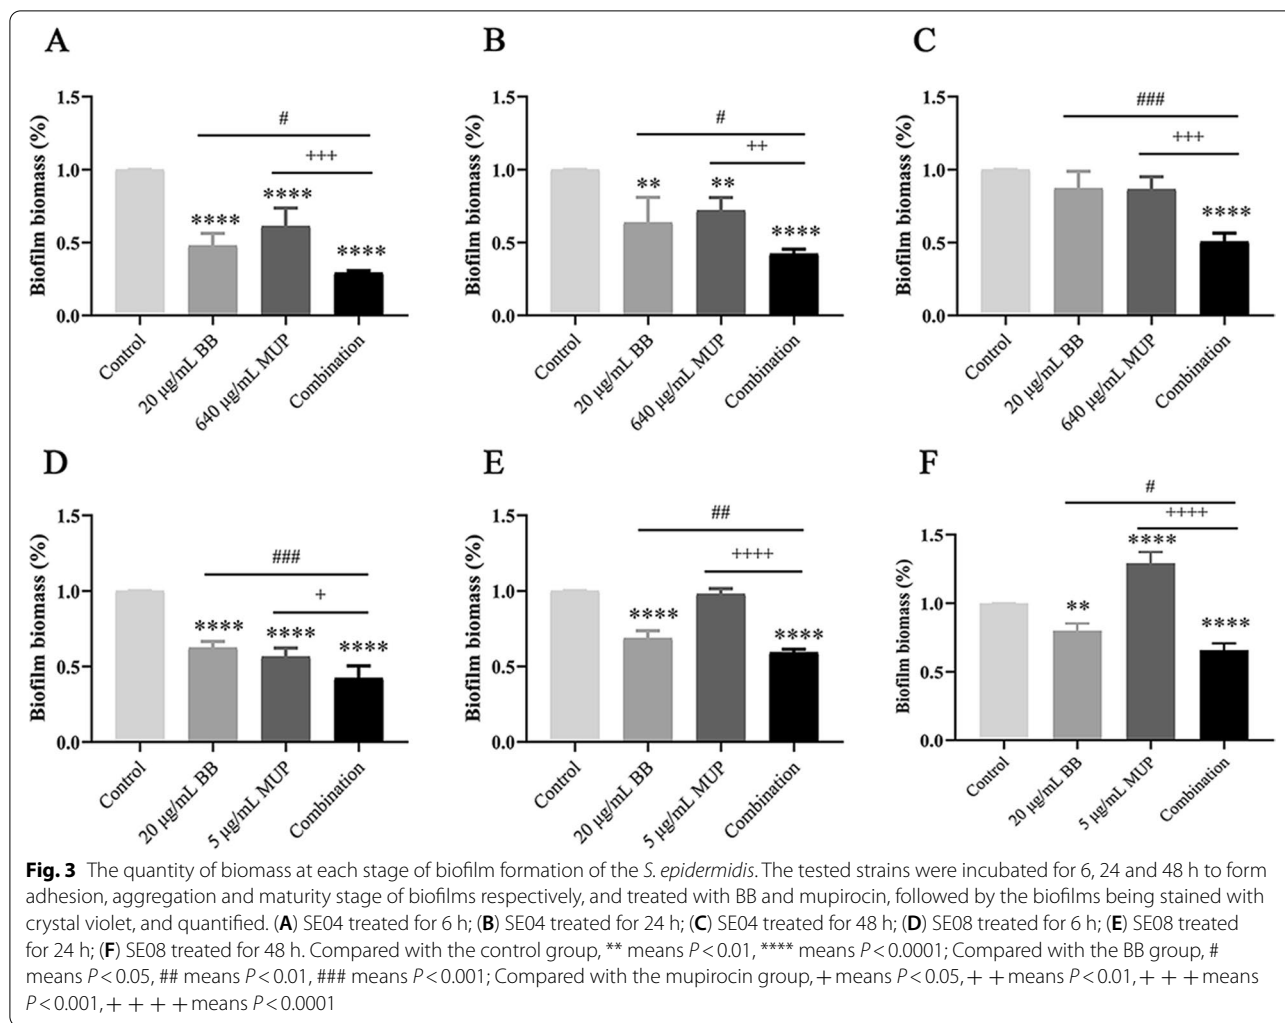 A
B
C
Biofilm biomass (%)
1.5
1.0
0.5
0.0
#
+++
****
****
****
Control
20 µg/mL BB
640 µg/mL MUP
Combination
Biofilm biomass (%)
1.5
1.0
0.5
0.0
#
++
**
**
****
Control
20 µg/mL BB
640 µg/mL MUP
Combination
Biofilm biomass (%)
1.5
1.0
0.5
0.0
###
+++
****
Control
20 µg/mL BB
640 µg/mL MUP
Combination
D
E
F
Biofilm biomass (%)
1.5
1.0
0.5
0.0
###
+
****
****
****
Control
20 µg/mL BB
5 µg/mL MUP
Combination
Biofilm biomass (%)
1.5
1.0
0.5
0.0
##
++++
****
****
Control
20 µg/mL BB
5 µg/mL MUP
Combination
Biofilm biomass (%)
1.5
1.0
0.5
0.0
#
++++
**
****
****
Control
20 µg/mL BB
5 µg/mL MUP
Combination
Fig. 3 The quantity of biomass at each stage of biofilm formation of the S. epidermidis. The tested strains were incubated for 6, 24 and 48 h to form
adhesion, aggregation and maturity stage of biofilms respectively, and treated with BB and mupirocin, followed by the biofilms being stained with
crystal violet, and quantified. (A) SE04 treated for 6 h; (B) SE04 treated for 24 h; (C) SE04 treated for 48 h; (D) SE08 treated for 6 h; (E) SE08 treated
for 24 h; (F) SE08 treated for 48 h. Compared with the control group, ** means P < 0.01, **** means P < 0.0001; Compared with the BB group, #
means P < 0.05, ## means P < 0.01, ### means P < 0.001; Compared with the mupirocin group, + means P < 0.05, + + means P < 0.01, + + + means
P < 0.001, + + + + means P < 0.0001